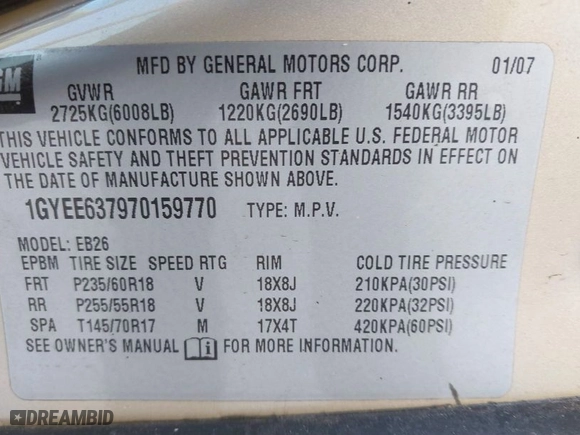 GM
MFD BY GENERAL MOTORS CORP. 01/07
GVWR GAWR FRT GAWR RR
2725KG(6008LB) 1220KG(2690LB) 1540KG(3395LB)
THIS VEHICLE CONFORMS TO ALL APPLICABLE U.S. FEDERAL MOTOR
VEHICLE SAFETY AND THEFT PREVENTION STANDARDS IN EFFECT ON
THE DATE OF MANUFACTURE SHOWN ABOVE.
1GYEE637970159770 TYPE: M.P.V.
MODEL: EB26
EPBM TIRE SIZE SPEED RTG RIM COLD TIRE PRESSURE
FRT P235/60R18 V 18X8J 210KPA(30PSI)
RR P255/55R18 V 18X8J 220KPA(32PSI)
SPA T145/70R17 M 17X4T 420KPA(60PSI)
SEE OWNER'S MANUAL FOR MORE INFORMATION.
DREAMBID